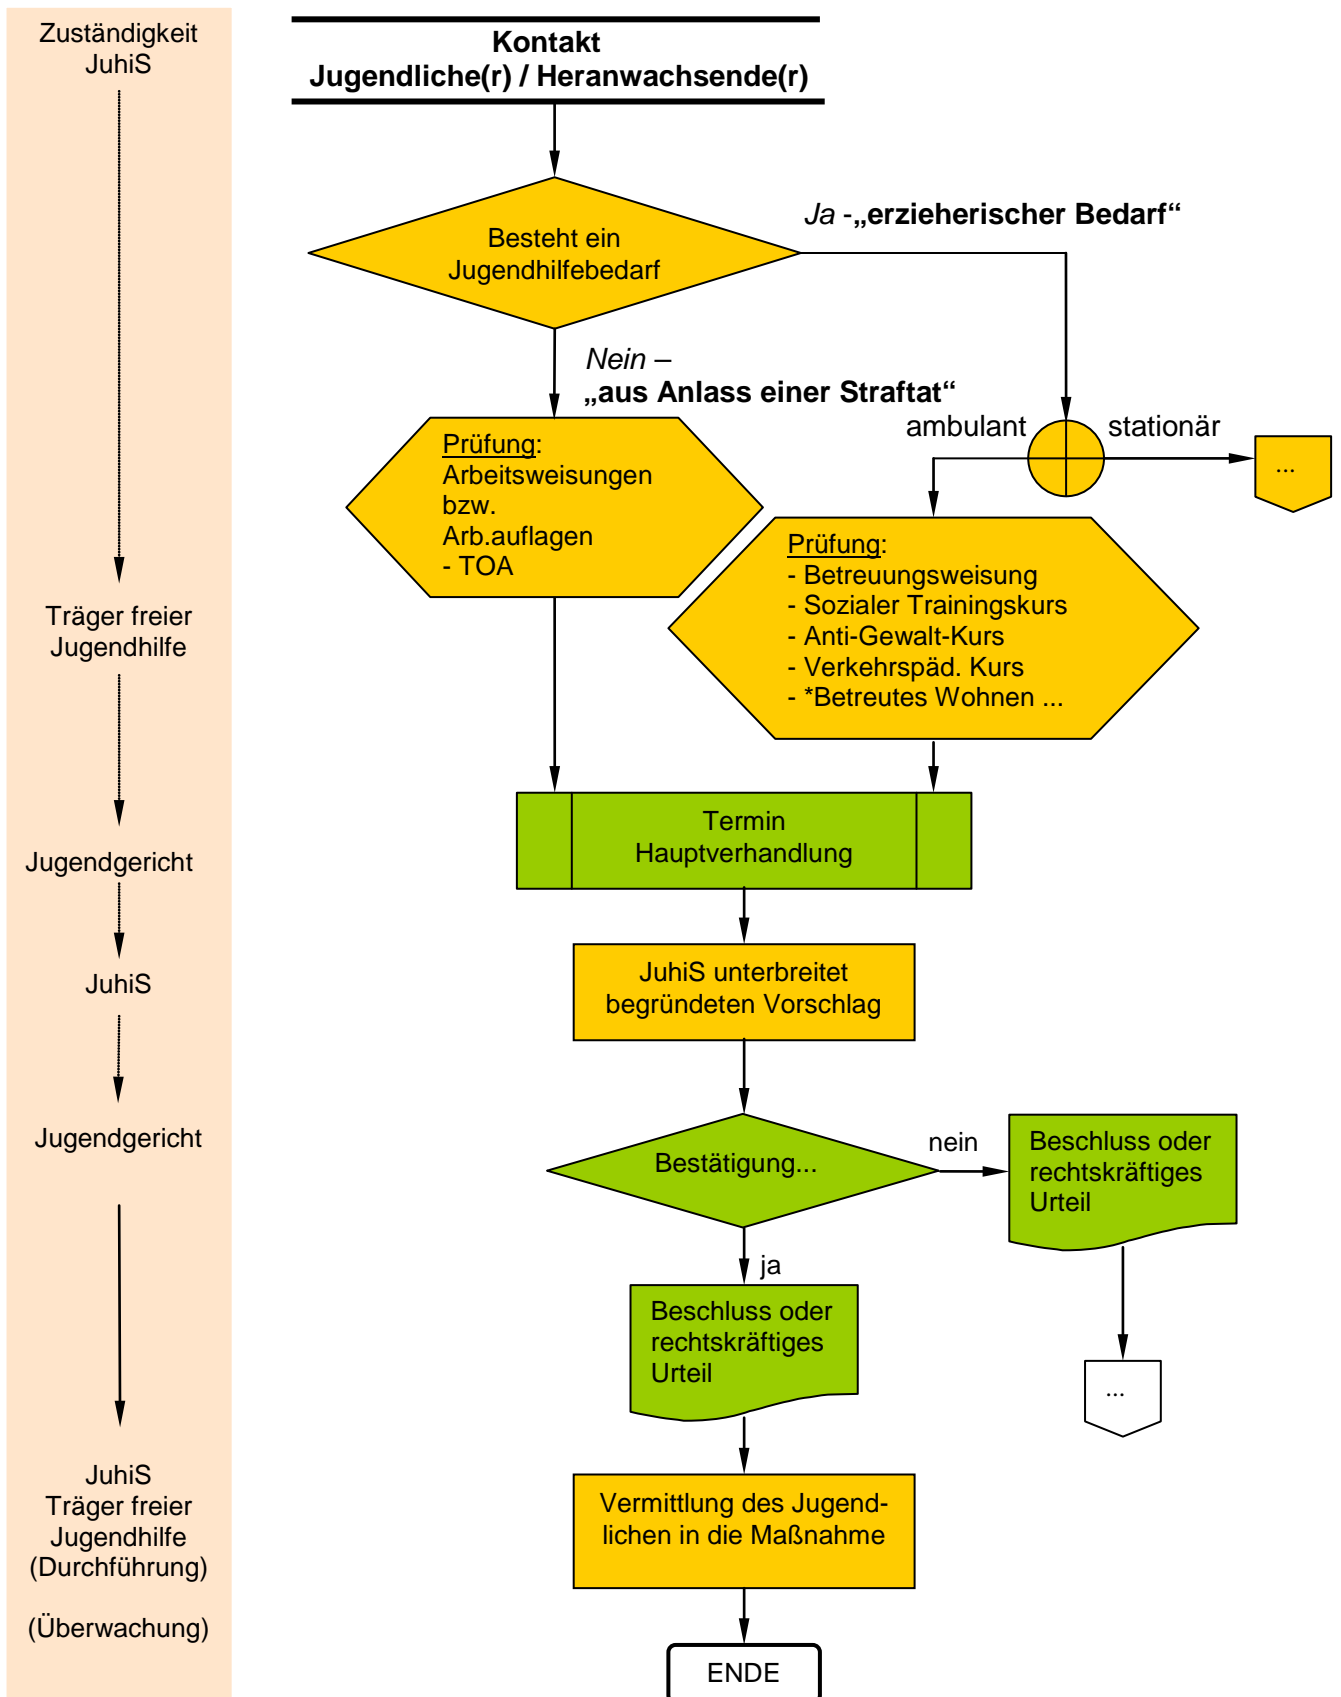 Zuständigkeit
JuhiS
Träger freier
Jugendhilfe
Jugendgericht
JuhiS
Jugendgericht
JuhiS
Träger freier
Jugendhilfe
(Durchführung)
(Überwachung)
Kontakt
Jugendliche(r) / Heranwachsende(r)
Besteht ein
Jugendhilfebedarf
Ja -„erzieherischer Bedarf“
Nein –
„aus Anlass einer Straftat“
ambulant
stationär
...
Prüfung:
Arbeitsweisungen
bzw.
Arb.auflagen
- TOA
Prüfung:
- Betreuungsweisung
- Sozialer Trainingskurs
- Anti-Gewalt-Kurs
- Verkehrspäd. Kurs
- *Betreutes Wohnen ...
Termin
Hauptverhandlung
JuhiS unterbreitet
begründeten Vorschlag
Bestätigung...
nein
Beschluss oder
rechtskräftiges
Urteil
...
ja
Beschluss oder
rechtskräftiges
Urteil
Vermittlung des Jugend-
lichen in die Maßnahme
ENDE